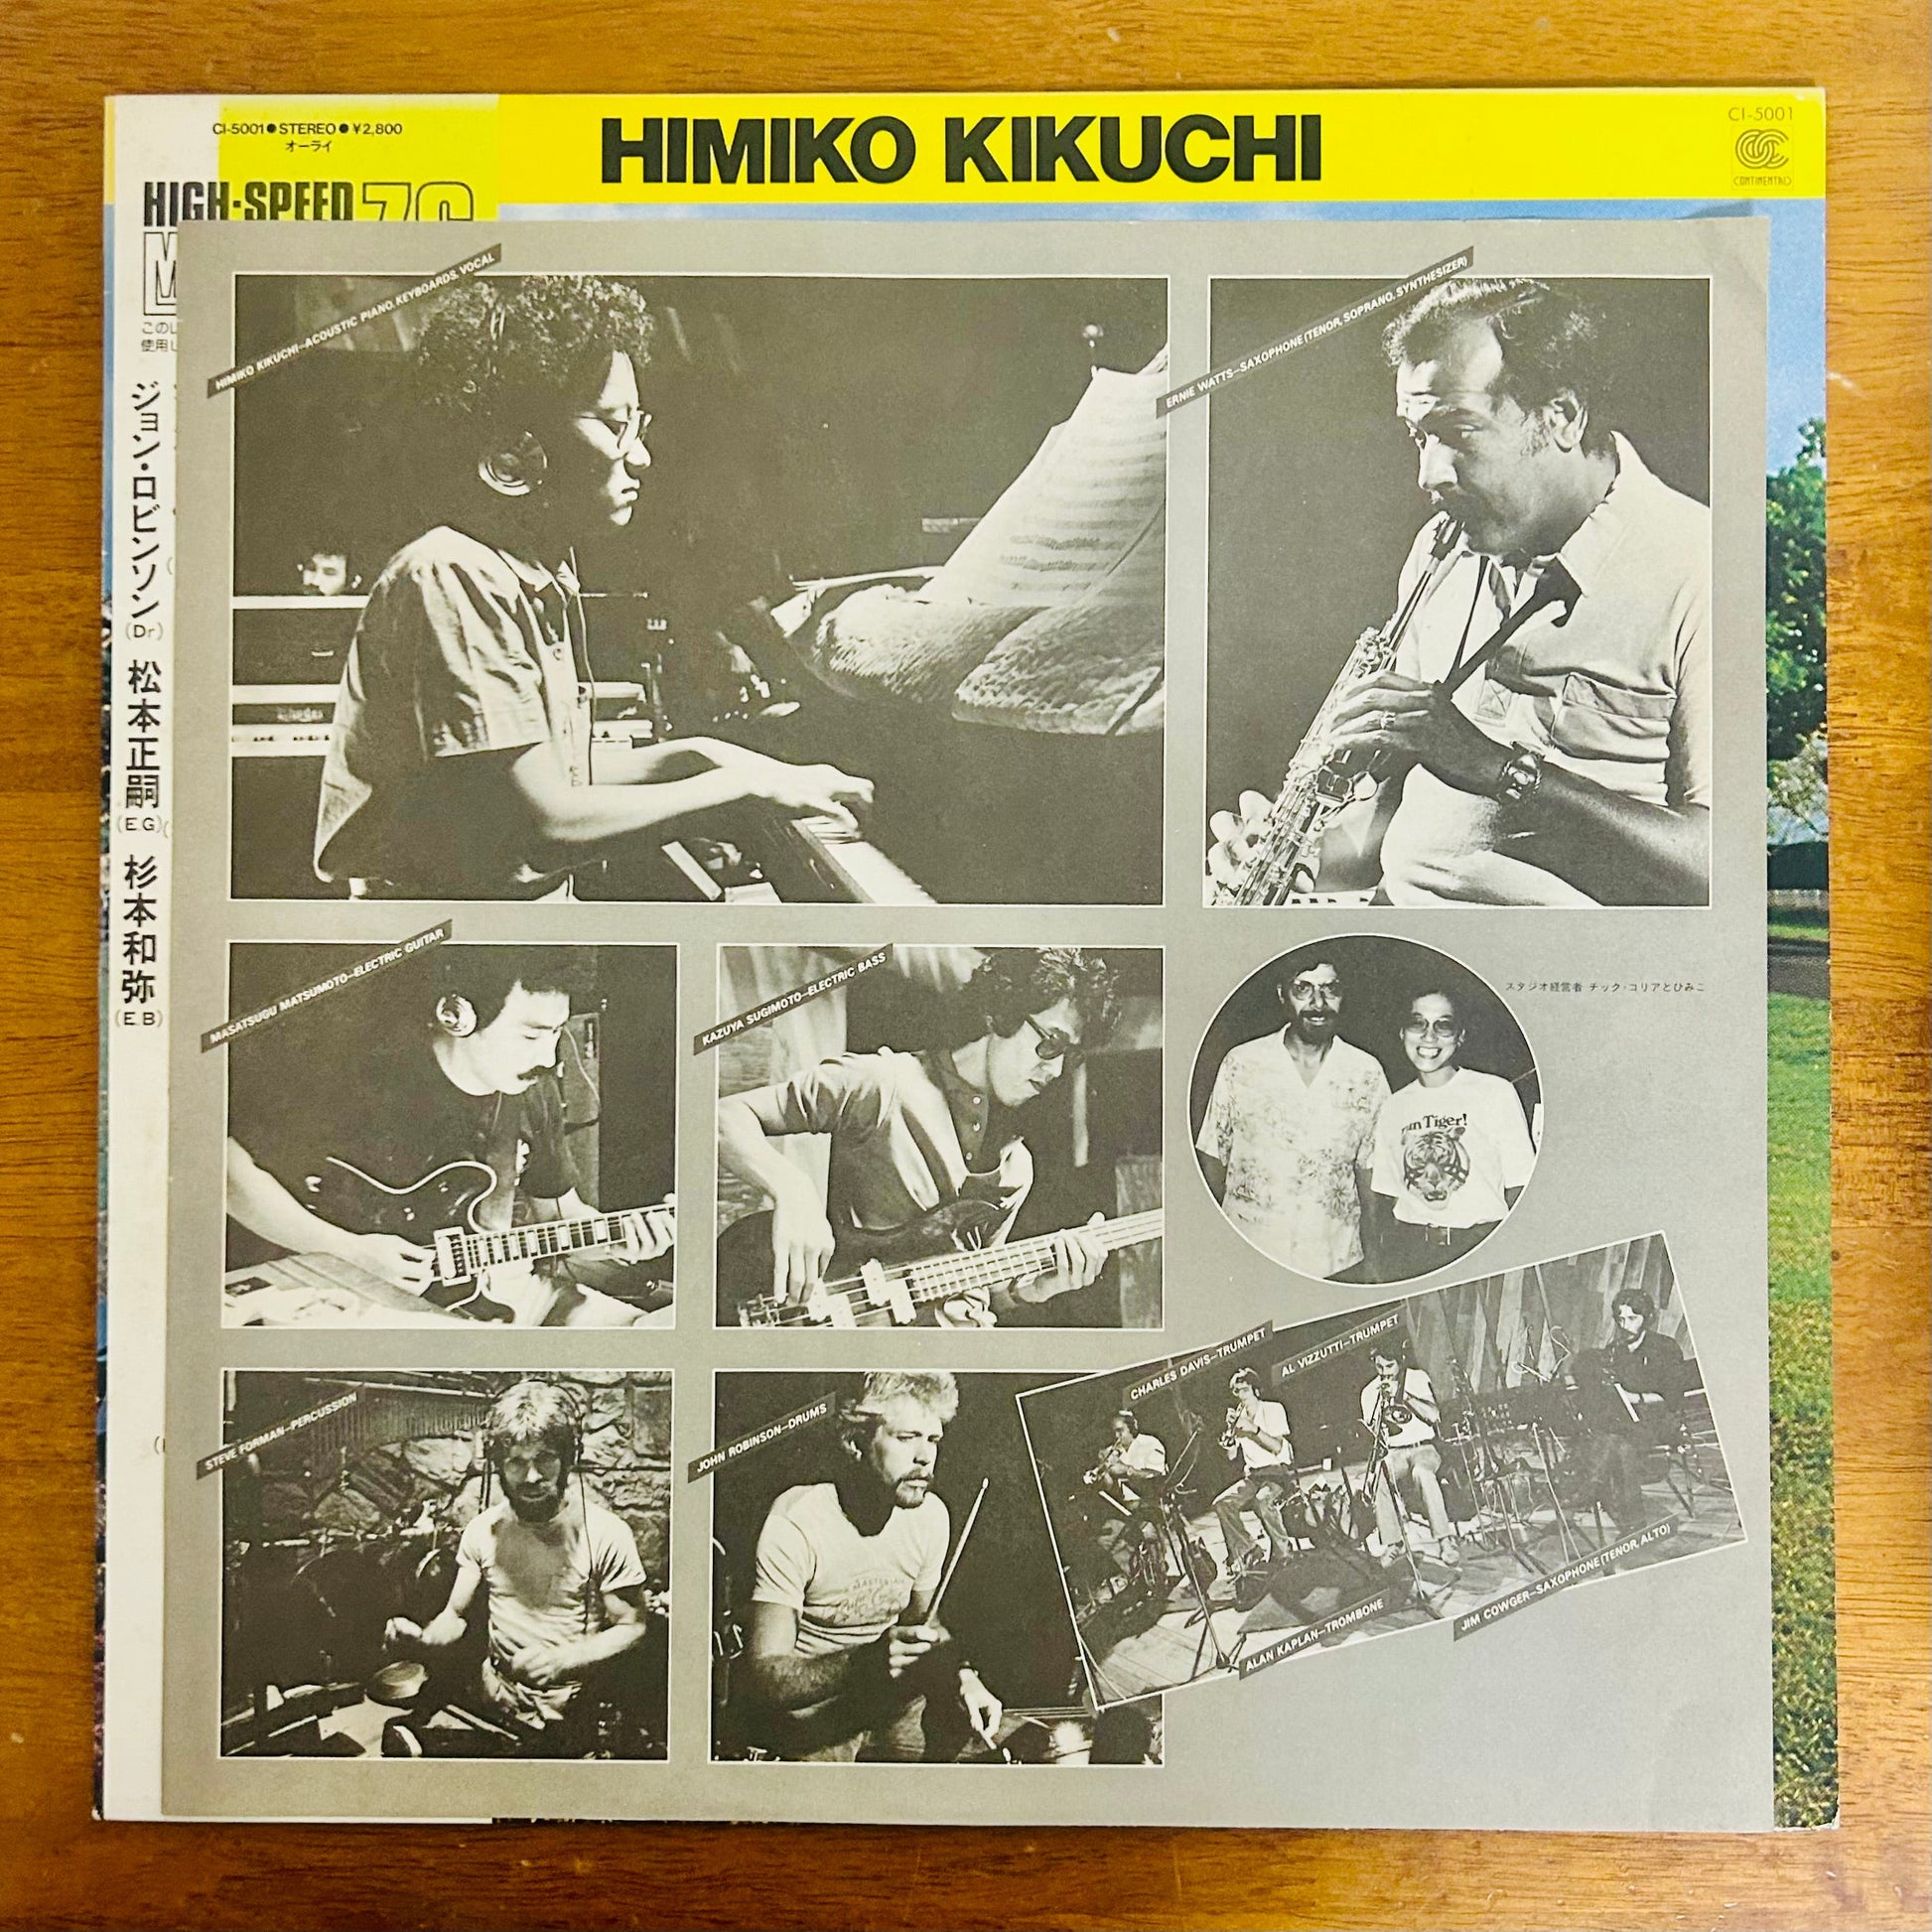 CI-5001●STEREO●¥2,800
オーライ
HIMIKO KIKUCHI
CI-5001
CONTINENTAL
HIGH-SPEED 76
ジョン・ロビンソン(Dr) 松本正嗣(E.G) 杉本和弥(E.B)
HIMIKO KIKUCHI—ACOUSTIC PIANO, KEYBOARDS, VOCAL
ERNIE WATTS—SAXOPHONE (TENOR, SOPRANO, SYNTHESIZER)
MASATSUGU MATSUMOTO—ELECTRIC GUITAR
KAZUYA SUGIMOTO—ELECTRIC BASS
スタジオ経営者 チック・コリアとひみこ
Tiger!
STEVE FORMAN—PERCUSSION
JOHN ROBINSON—DRUMS
CHARLES DAVIS—TRUMPET
AL VIZZUTTI—TRUMPET
ALAN KAPLAN—TROMBONE
JIM COWGER—SAXOPHONE (TENOR, ALTO)